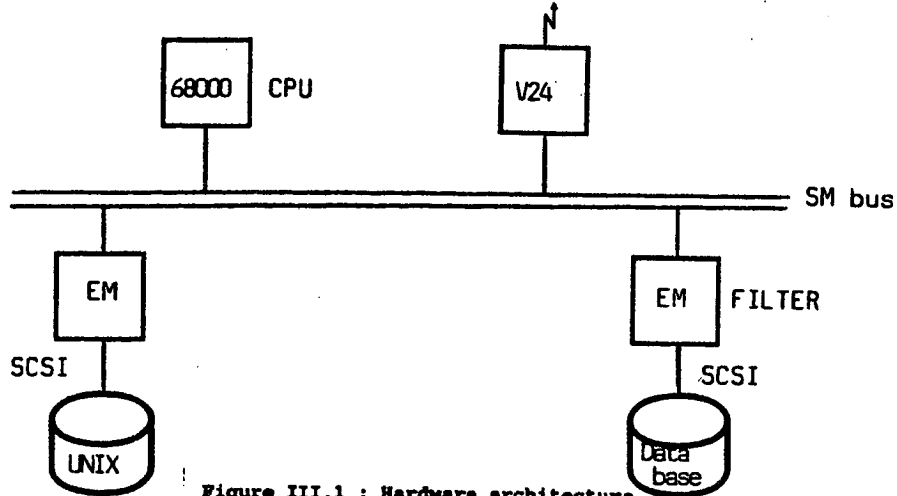 68000 CPU
V24
SM bus
EM
EM FILTER
SCSI
SCSI
UNIX
Data
base
Figure III.1 : Hardware architecture